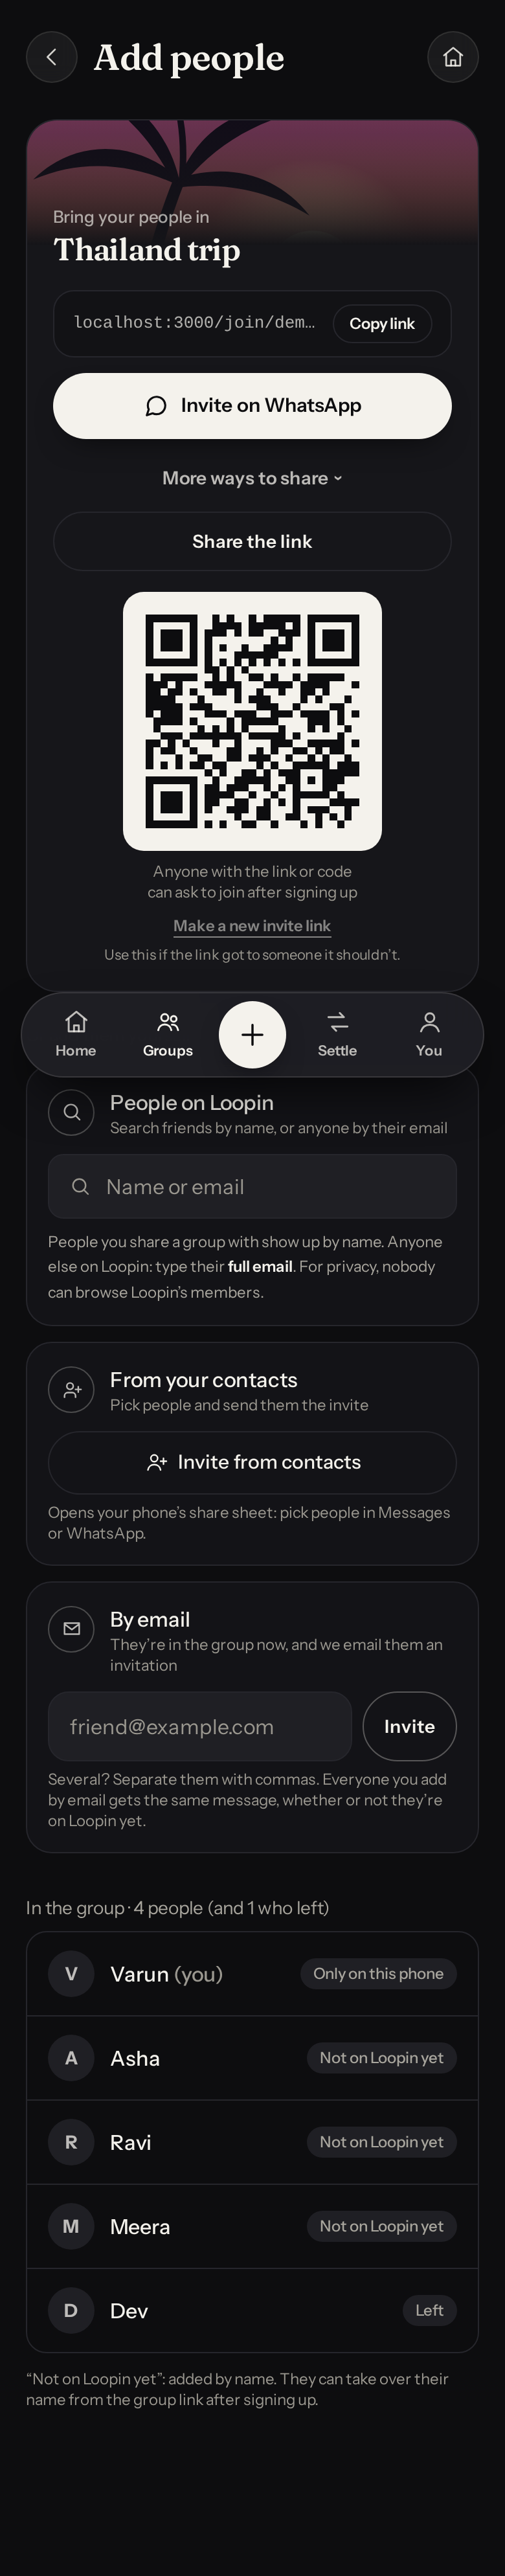 Add people
Bring your people in
Thailand trip
localhost:3000/join/dem…
Copy link
Invite on WhatsApp
More ways to share
Share the link
Anyone with the link or code
can ask to join after signing up
Make a new invite link
Use this if the link got to someone it shouldn’t.
Home
Groups
Settle
You
People on Loopin
Search friends by name, or anyone by their email
Name or email
People you share a group with show up by name. Anyone
else on Loopin: type their full email. For privacy, nobody
can browse Loopin’s members.
From your contacts
Pick people and send them the invite
Invite from contacts
Opens your phone’s share sheet: pick people in Messages
or WhatsApp.
By email
They’re in the group now, and we email them an
invitation
friend@example.com
Invite
Several? Separate them with commas. Everyone you add
by email gets the same message, whether or not they’re
on Loopin yet.
In the group · 4 people (and 1 who left)
V
Varun (you)
Only on this phone
A
Asha
Not on Loopin yet
R
Ravi
Not on Loopin yet
M
Meera
Not on Loopin yet
D
Dev
Left
“Not on Loopin yet”: added by name. They can take over their
name from the group link after signing up.